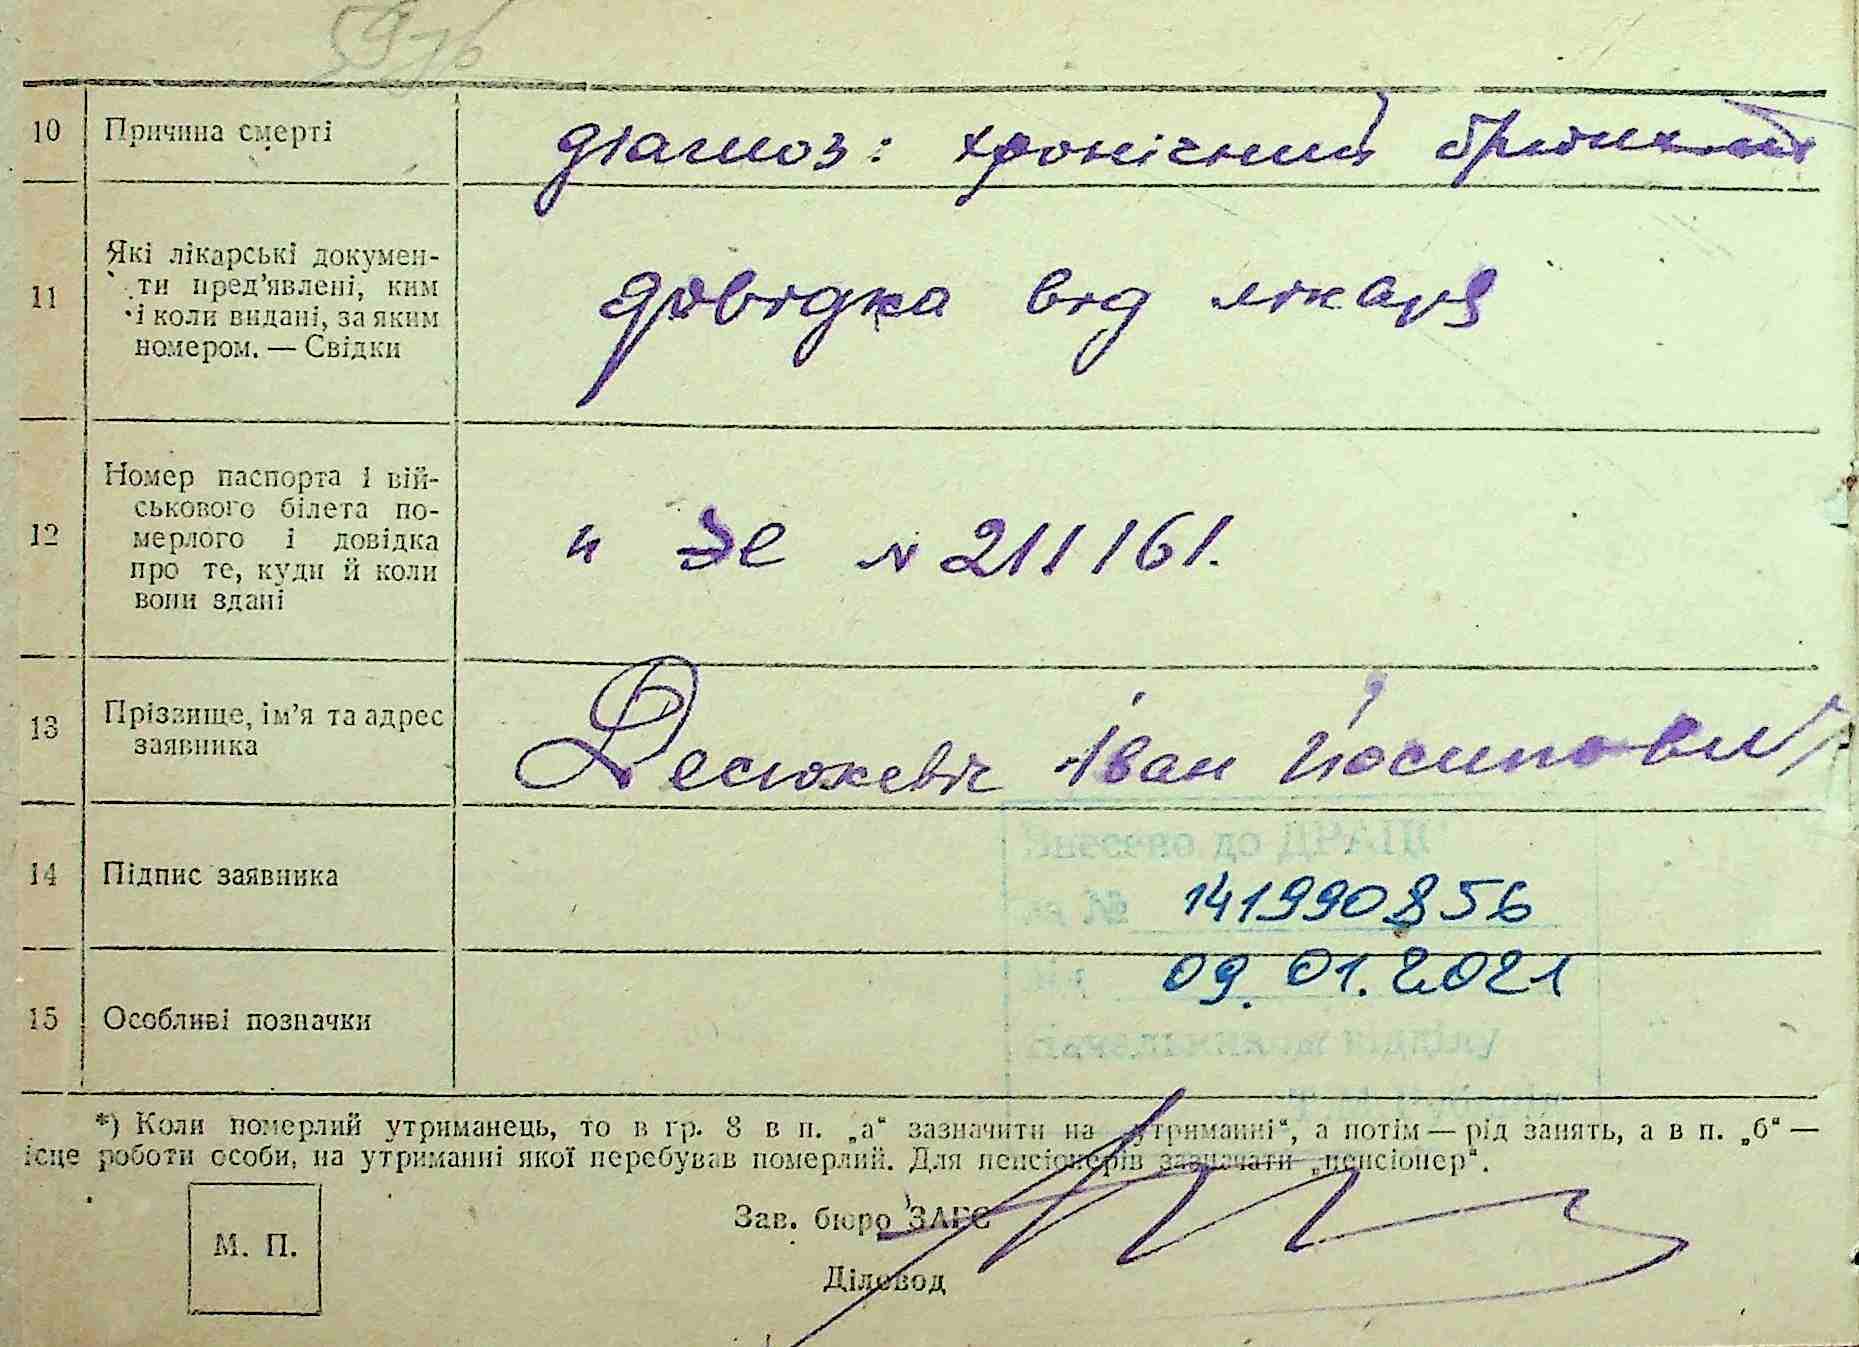 10 Причина смерті діагноз: хронічний бронхит
11 Які лікарські докумен-
ти пред'явлені, ким
і коли видані, за яким
номером. — Свідки
довідка від лікаря
12 Номер паспорта і вій-
ськового білета по-
мерлого і довідка
про те, куди й коли
вони здані
№ 211161.
13 Прізвище, ім'я та адрес
заявника
Іван Йосипович
Внесено до ДРАЦС
за № 141990856
14 Підпис заявника
від 09.01.2021
15 Особливі позначки
Начальник відділу
*) Коли померлий утриманець, то в гр. 8 в п. „а“ зазначити на „утриманні“, а потім — рід занять, а в п. „б“ —
ісце роботи особи, на утриманні якої перебував померлий. Для пенсіонерів зазначати „пенсіонер“.
Зав. бюро ЗАГС
М. П.
Діловод